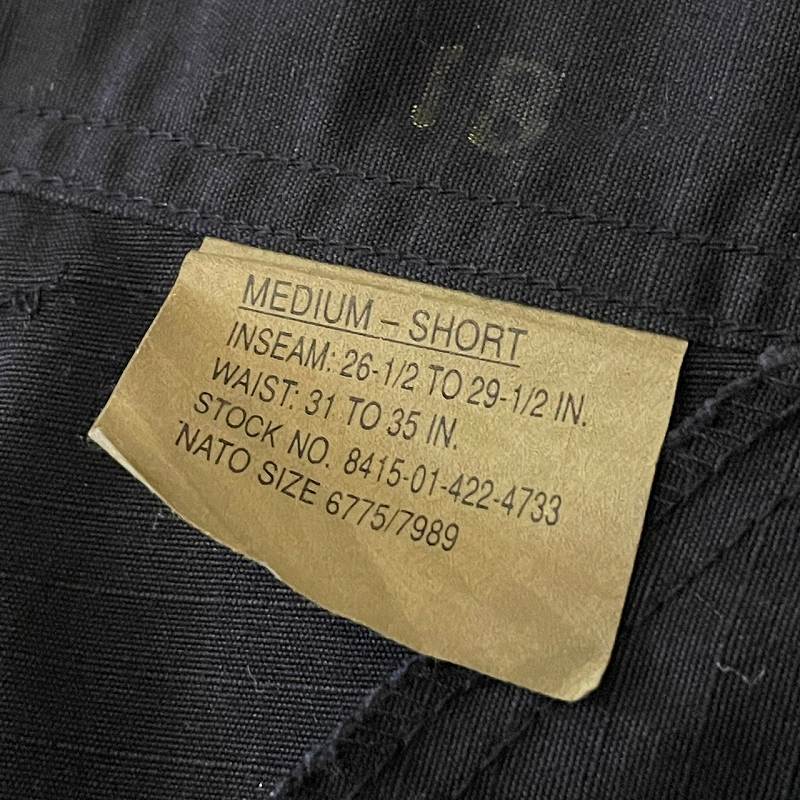 18
MEDIUM – SHORT
INSEAM: 26-1/2 TO 29-1/2 IN.
WAIST: 31 TO 35 IN.
STOCK NO. 8415-01-422-4733
NATO SIZE 6775/7989